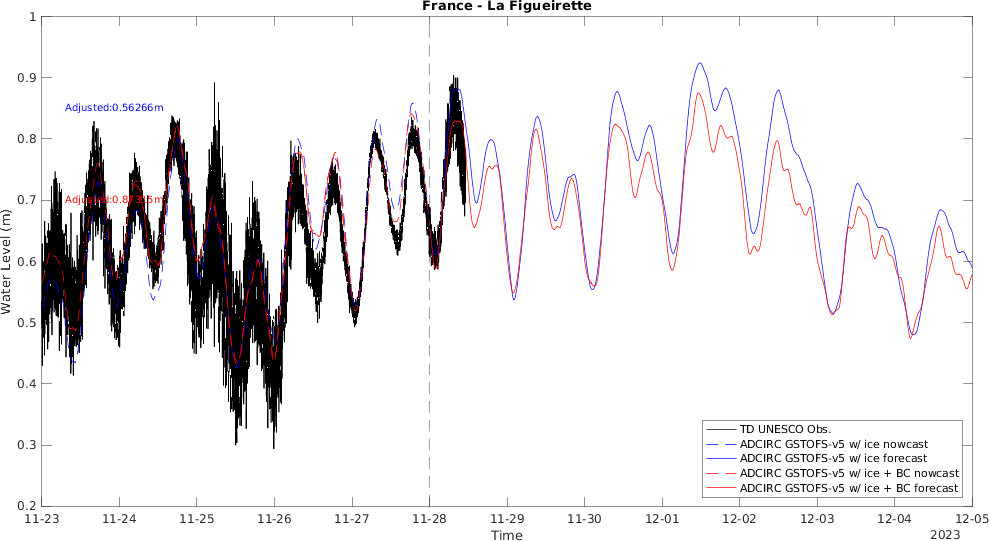 France - La Figueirette
Water Level (m)
1
0.9
0.8
0.7
0.6
0.5
0.4
0.3
0.2
Adjusted:0.56266m
TD UNESCO Obs.
ADCIRC GSTOFS-v5 w/ ice nowcast
ADCIRC GSTOFS-v5 w/ ice forecast
ADCIRC GSTOFS-v5 w/ ice + BC nowcast
ADCIRC GSTOFS-v5 w/ ice + BC forecast
11-23 11-24 11-25 11-26 11-27 11-28 11-29 11-30 12-01 12-02 12-03 12-04 12-05
Time
2023